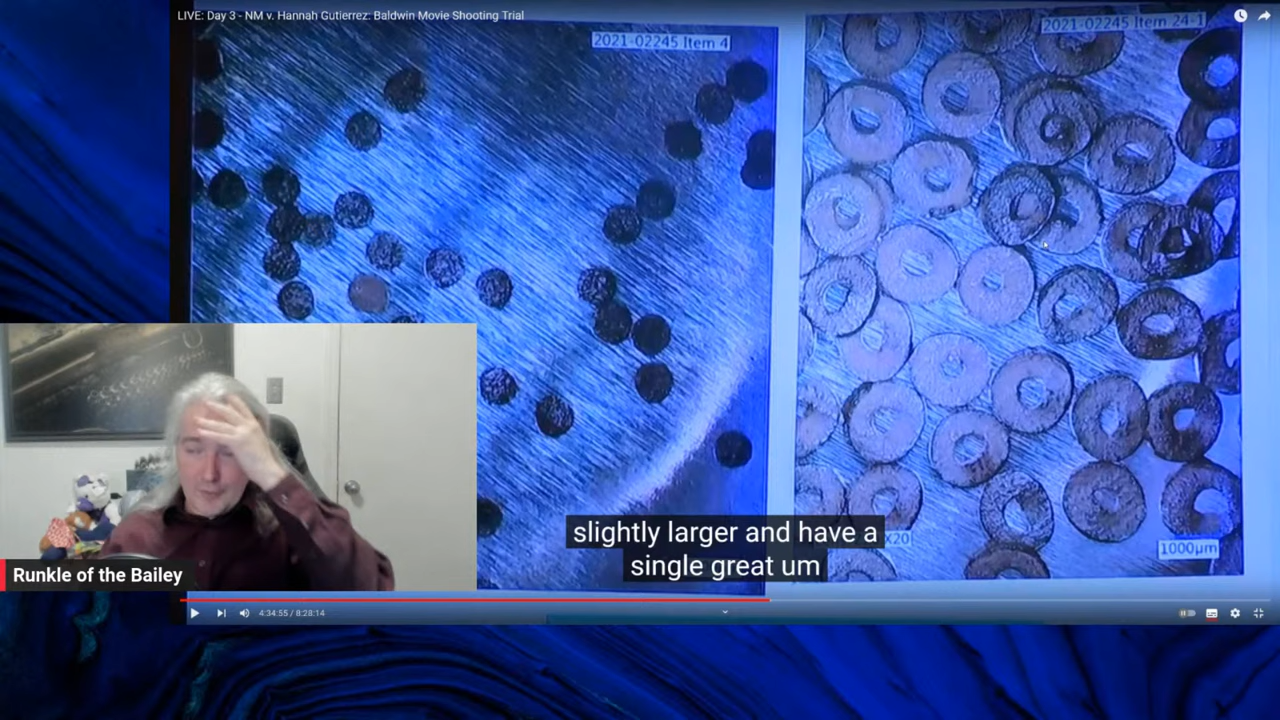 LIVE: Day 3 - NM v. Hannah Gutierrez: Baldwin Movie Shooting Trial
2021-02245 Item 4
2021-02245 Item 24-1
slightly larger and have a
single great um
x20
1000µm
Runkle of the Bailey
4:34:55 / 8:28:14